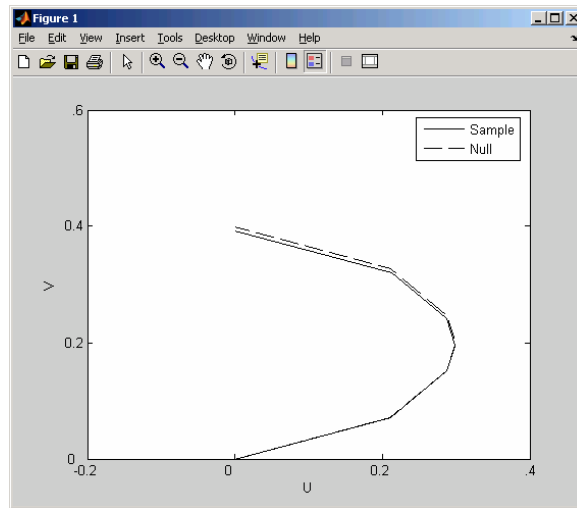 Figure 1
File Edit View Insert Tools Desktop Window Help
.6
Sample
Null
0.4
V
0.2
0
-0.2 0 0.2 .4
U